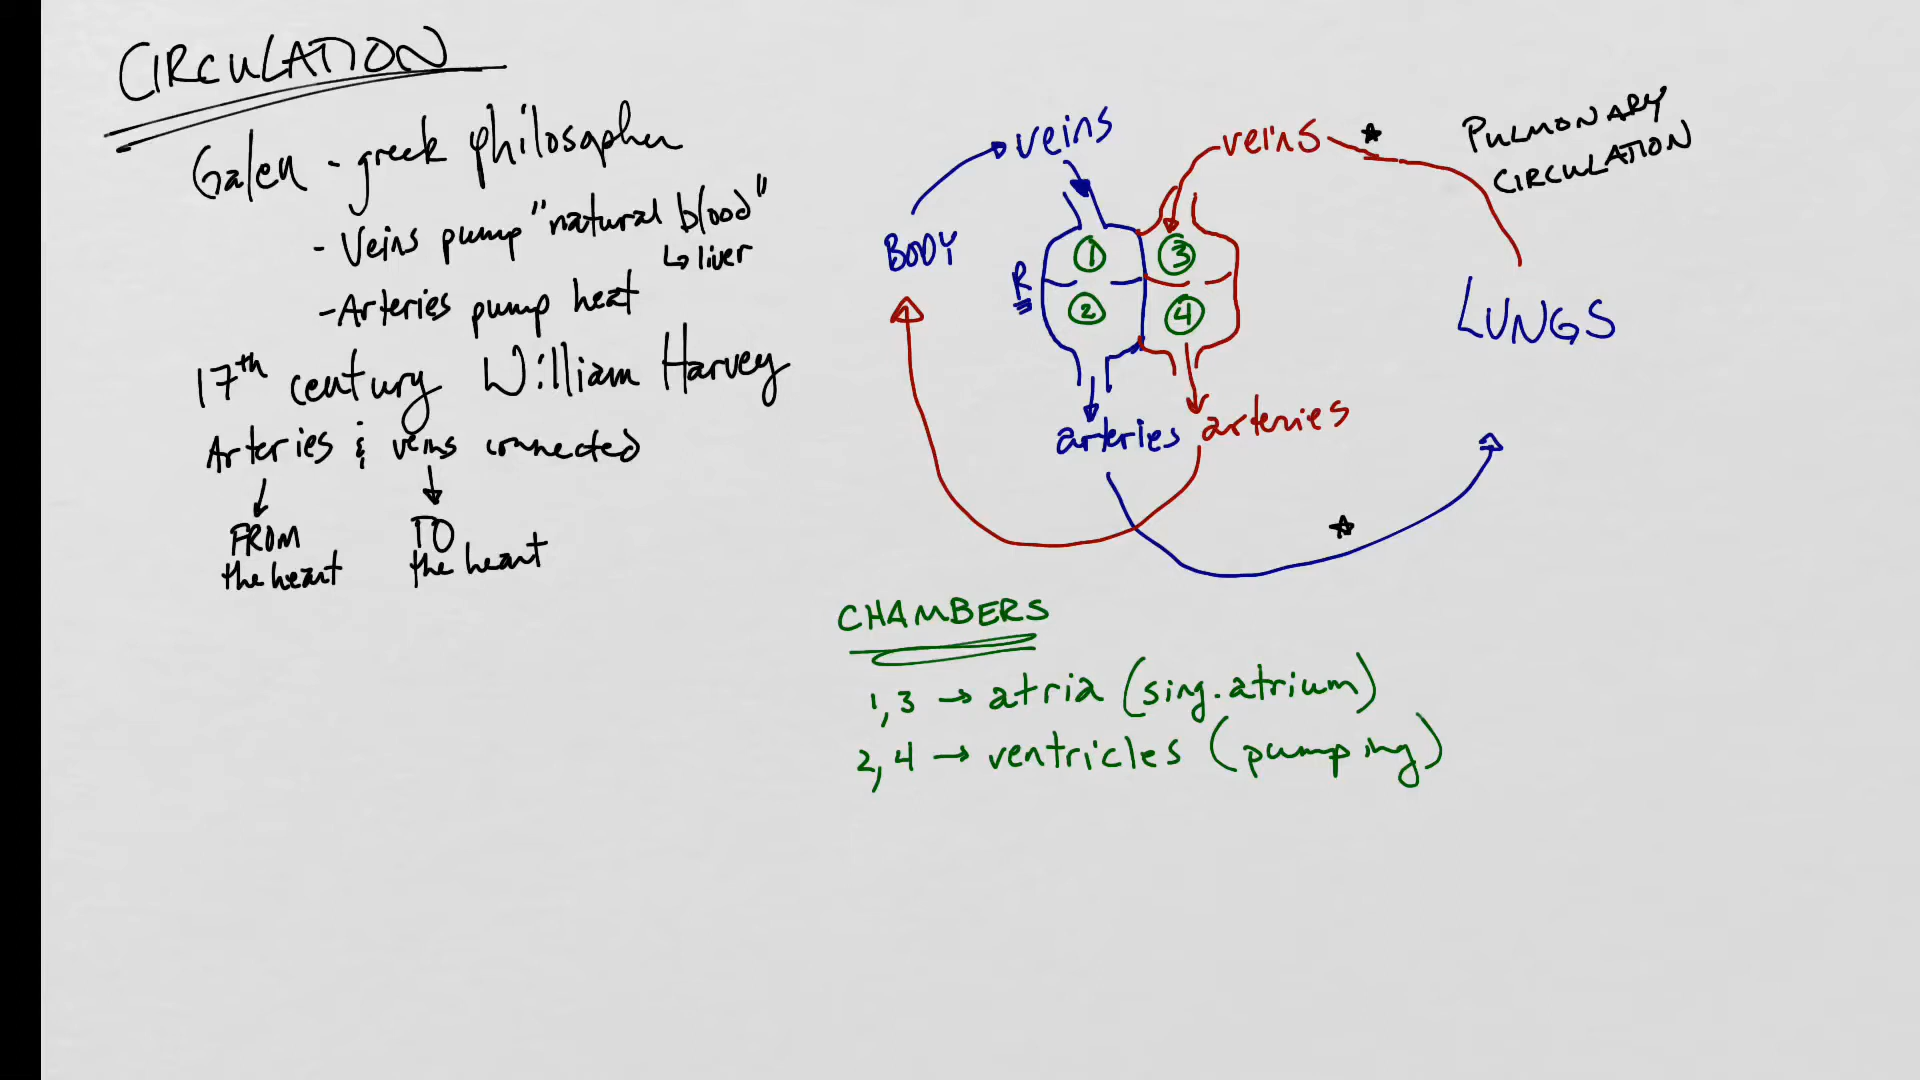 CIRCULATION
Galen - greek philosopher
- Veins pump "natural blood"
↳ liver
- Arteries pump heat
17th century William Harvey
Arteries & veins connected
FROM
the heart
TO
the heart
veins
veins
PULMONARY
CIRCULATION
BODY
R
1
3
2
4
LUNGS
arteries
arteries
CHAMBERS
1,3 → atria (sing. atrium)
2,4 → ventricles (pumping)